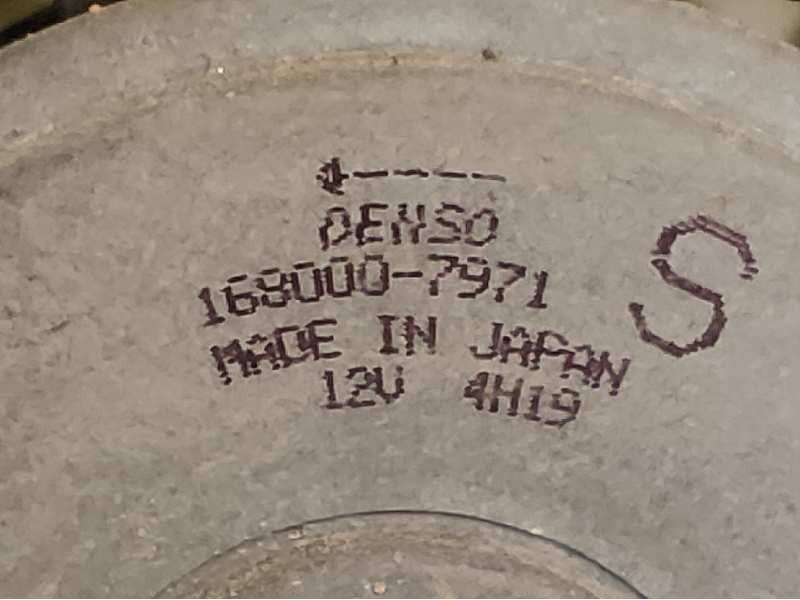 DENSO
168000-7971
MADE IN JAPAN
12V 4H19
S